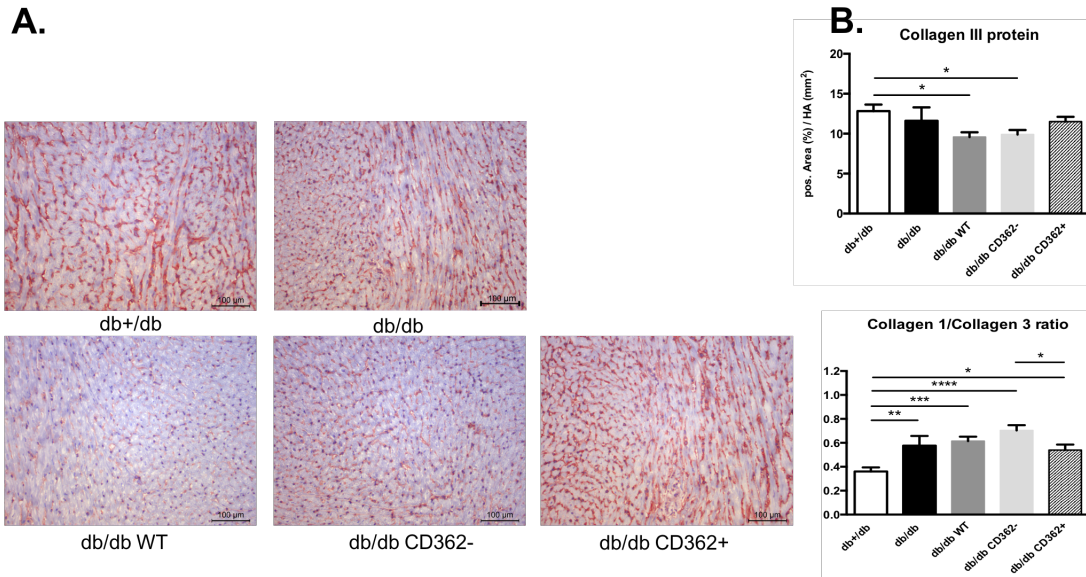 A.
B.
100 µm
db+/db
100 µm
db/db
100 µm
db/db WT
100 µm
db/db CD362-
100 µm
db/db CD362+
Collagen III protein
pos. Area (%) / HA (mm²)
20
15
10
5
0
*
*
db+/db
db/db
db/db WT
db/db CD362-
db/db CD362+
Collagen 1/Collagen 3 ratio
1.2
1.0
0.8
0.6
0.4
0.2
0.0
*
*
****
***
**
db+/db
db/db
db/db WT
db/db CD362-
db/db CD362+